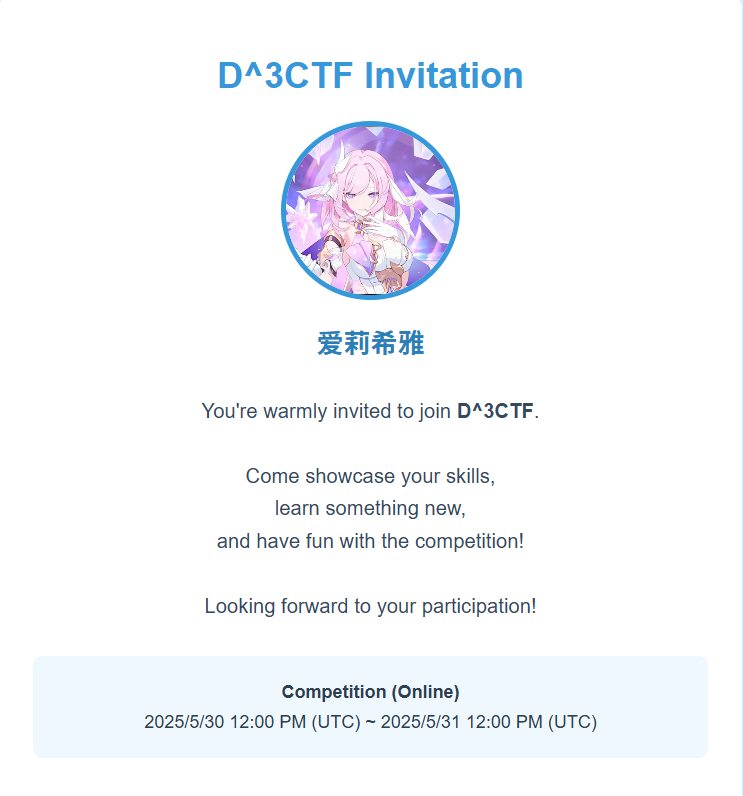 D^3CTF Invitation
爱莉希雅
You're warmly invited to join D^3CTF.
Come showcase your skills,
learn something new,
and have fun with the competition!
Looking forward to your participation!
Competition (Online)
2025/5/30 12:00 PM (UTC) ~ 2025/5/31 12:00 PM (UTC)